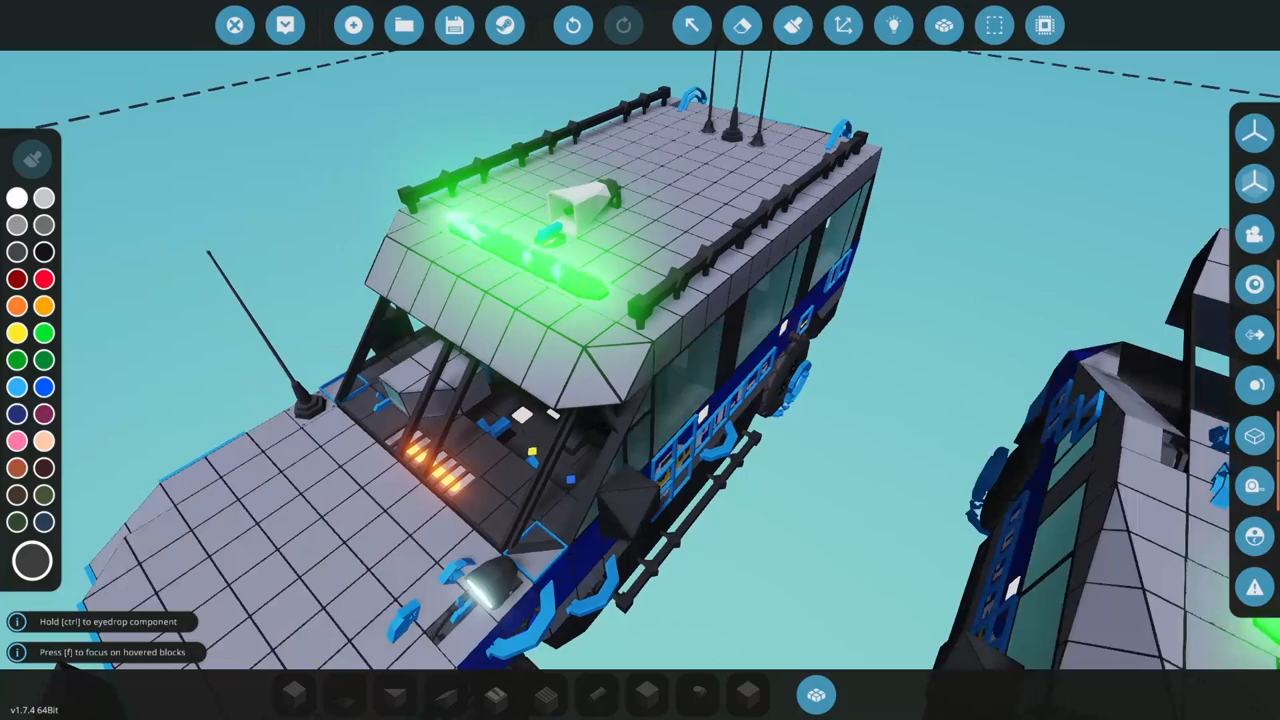 Hold [ctrl] to eyedrop component
Press [f] to focus on hovered blocks
v1.7.4 64Bit